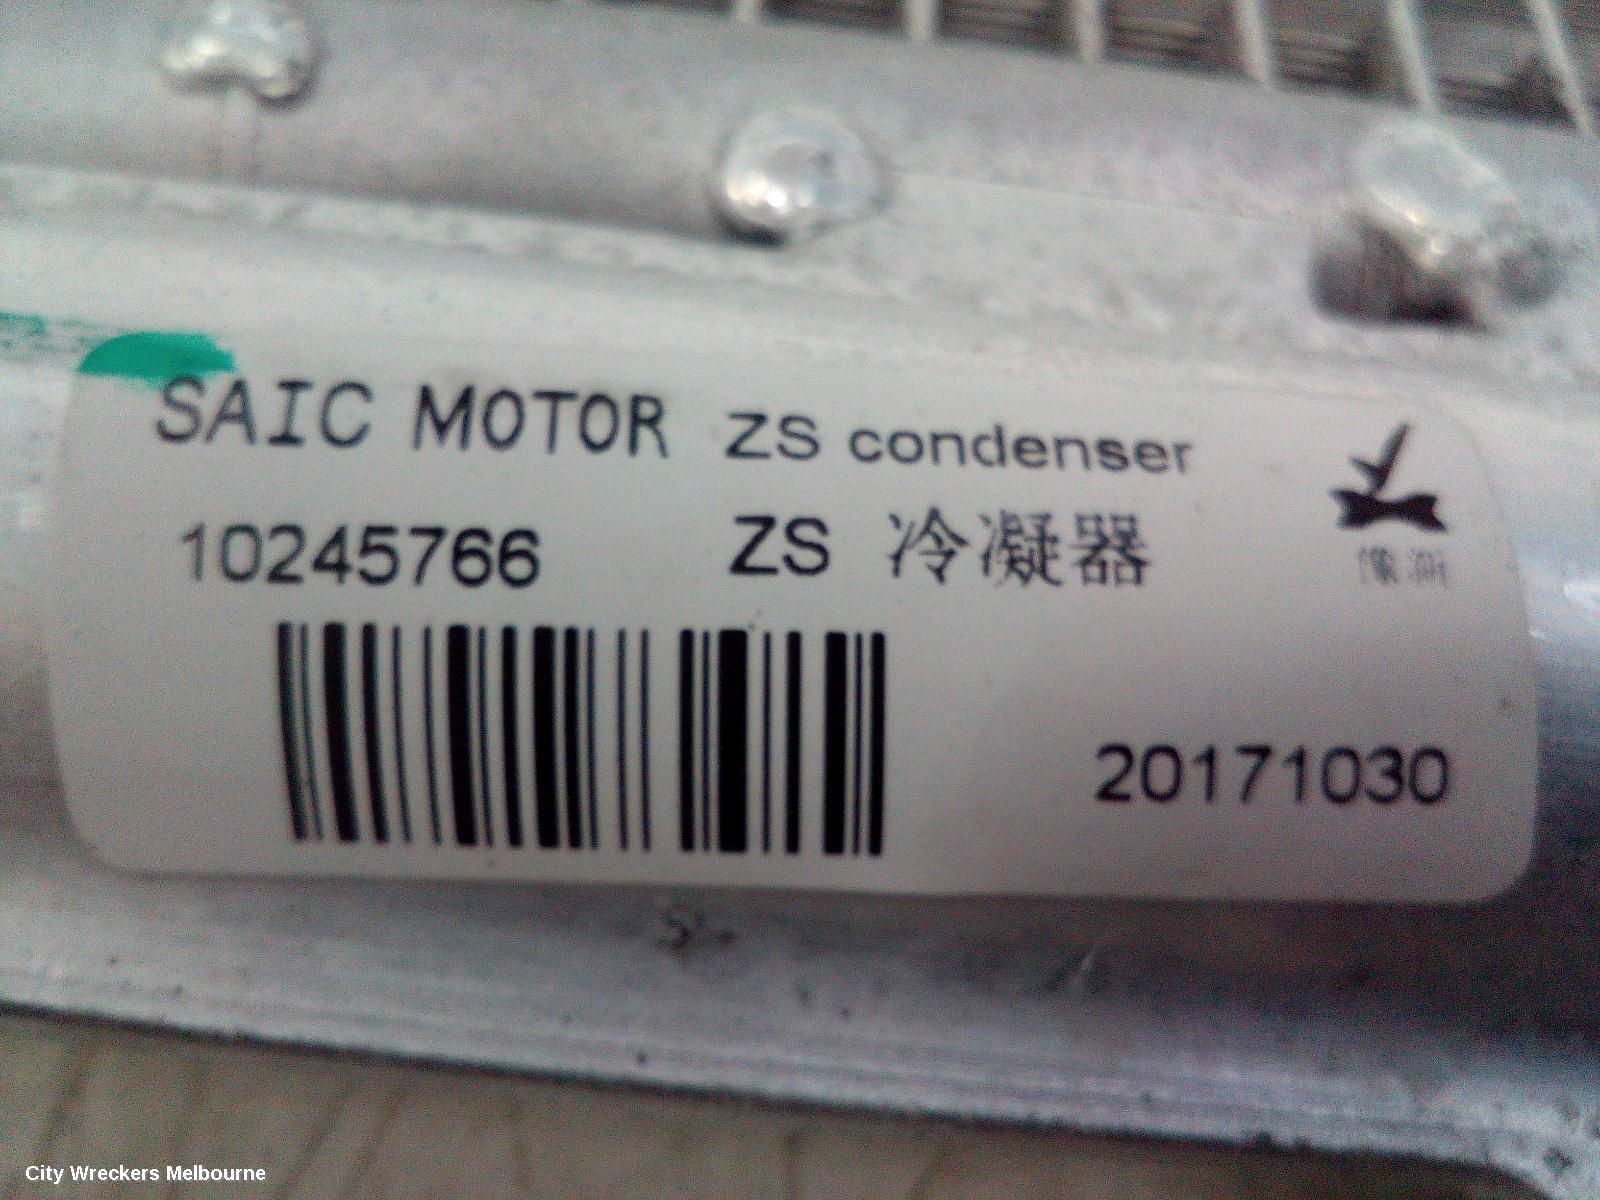 SAIC MOTOR ZS condenser
10245766 ZS 冷凝器
20171030
City Wreckers Melbourne